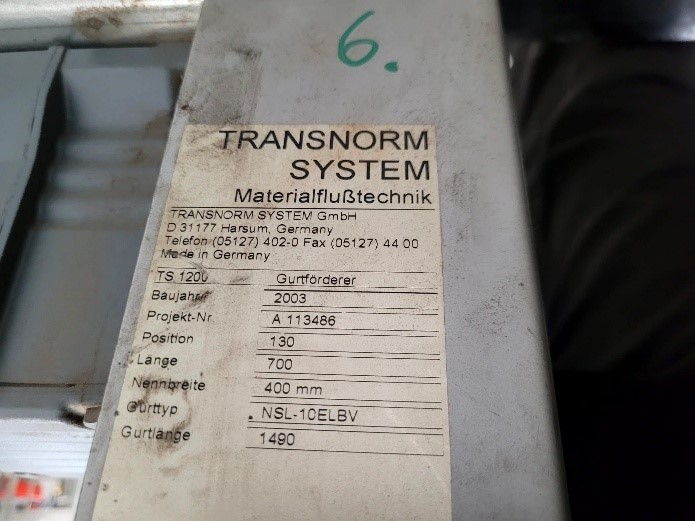 6.
TRANSNORM
SYSTEM
Materialflußtechnik
TRANSNORM SYSTEM GmbH
D 31177 Harsum, Germany
Telefon (05127) 402-0 Fax (05127) 44 00
Made in Germany
TS 1200 Gurtförderer
Baujahr 2003
Projekt-Nr. A 113486
Position 130
Länge 700
Nennbreite 400 mm
Gurttyp NSL-10ELBV
Gurtlänge 1490